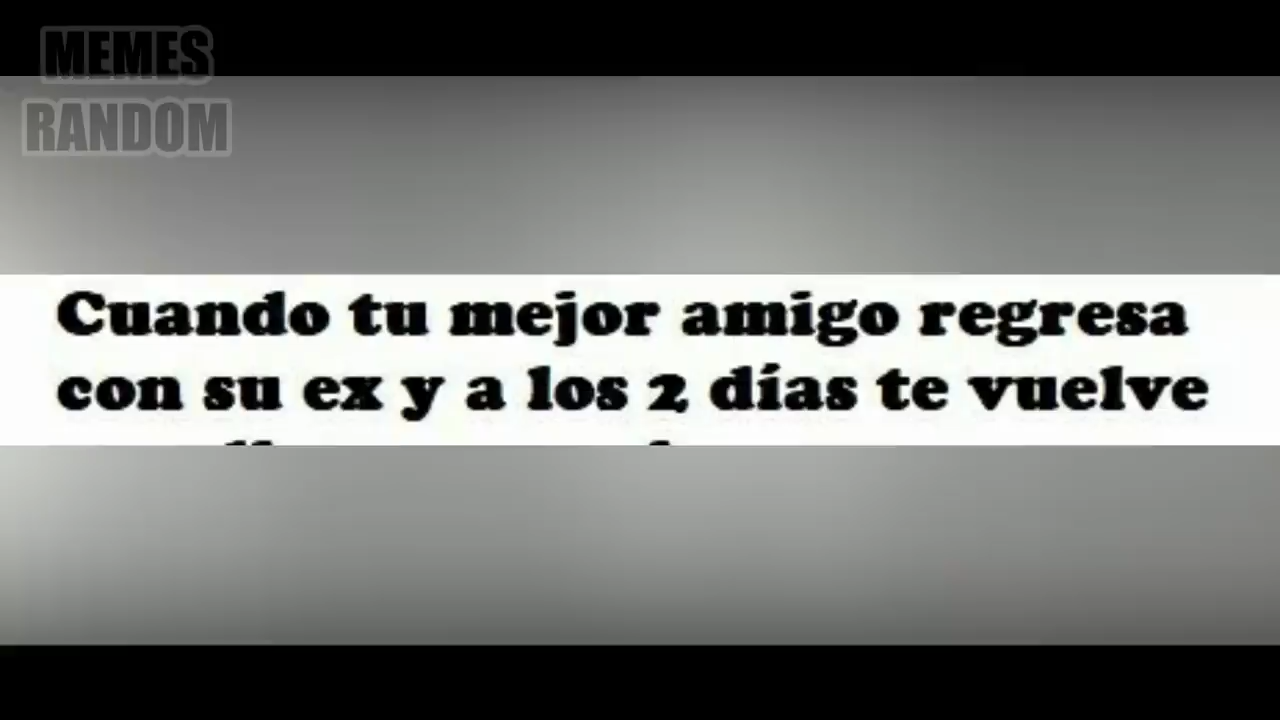 MEMES
RANDOM
Cuando tu mejor amigo regresa
con su ex y a los 2 días te vuelve